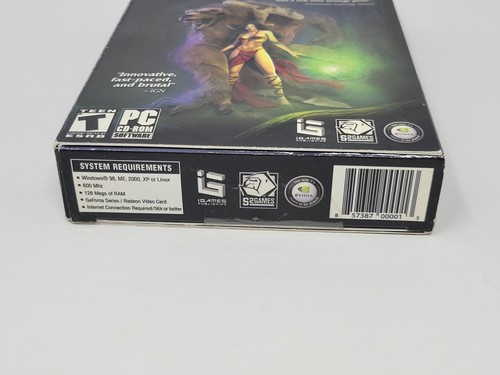 "Innovative,
fast-paced,
and brutal"
- IGN
TEEN
T
ESRB
PC
CD-ROM
SOFTWARE
S2GAMES
SYSTEM REQUIREMENTS
• Windows® 98, ME, 2000, XP or Linux
• 600 Mhz
• 128 Megs of RAM
• GeForce Series / Radeon Video Card
• Internet Connection Required/56k or better
IGAMES
PUBLISHING
S2GAMES
NVIDIA
8 57387 00001 3